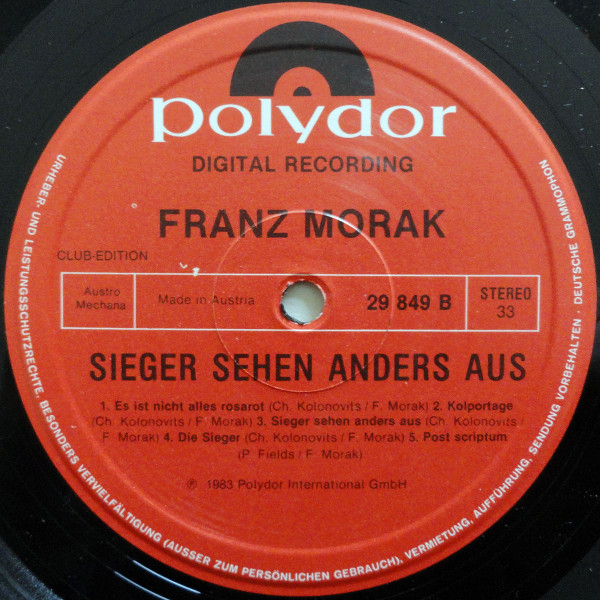 polydor
DIGITAL RECORDING
FRANZ MORAK
CLUB-EDITION
Austro
Mechana
Made in Austria
29 849 B
STEREO
33
SIEGER SEHEN ANDERS AUS
1. Es ist nicht alles rosarot (Ch. Kolonovits / F. Morak) 2. Kolportage
(Ch. Kolonovits / F. Morak) 3. Sieger sehen anders aus (Ch. Kolonovits /
F. Morak) 4. Die Sieger (Ch. Kolonovits / F. Morak) 5. Post scriptum
(P. Fields / F. Morak)
℗ 1983 Polydor International GmbH
URHEBER- UND LEISTUNGSSCHUTZRECHTE, BESONDERS VERVIELFÄLTIGUNG (AUSSER ZUM PERSÖNLICHEN GEBRAUCH), VERMIETUNG, AUFFÜHRUNG, SENDUNG VORBEHALTEN · DEUTSCHE GRAMMOPHON